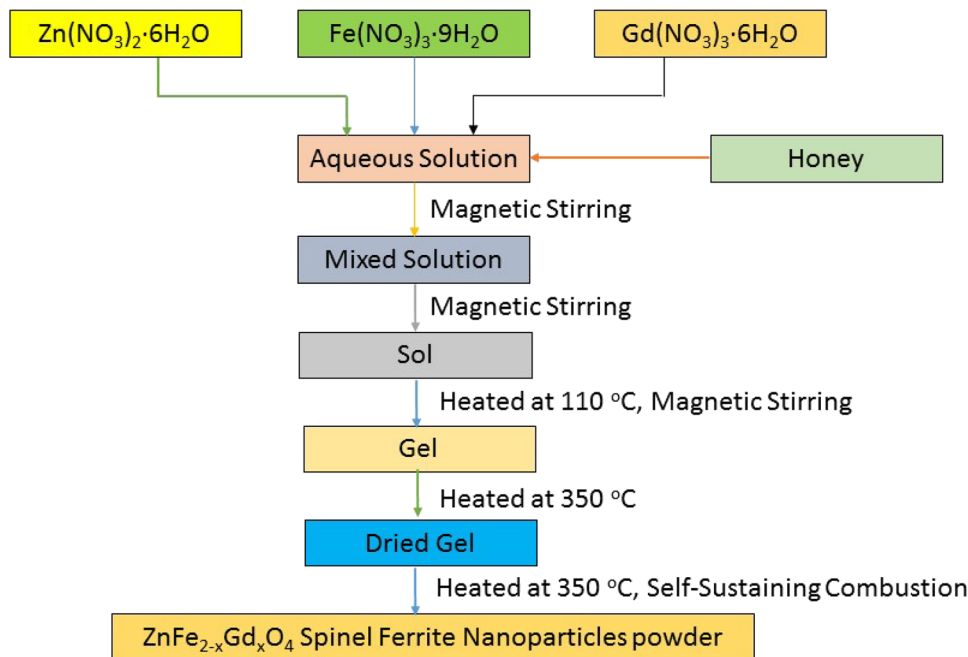 Zn(NO₃)₂·6H₂O
Fe(NO₃)₃·9H₂O
Gd(NO₃)₃·6H₂O
Aqueous Solution
Honey
Magnetic Stirring
Mixed Solution
Magnetic Stirring
Sol
Heated at 110 °C, Magnetic Stirring
Gel
Heated at 350 °C
Dried Gel
Heated at 350 °C, Self-Sustaining Combustion
ZnFe₂₋ₓGdₓO₄ Spinel Ferrite Nanoparticles powder